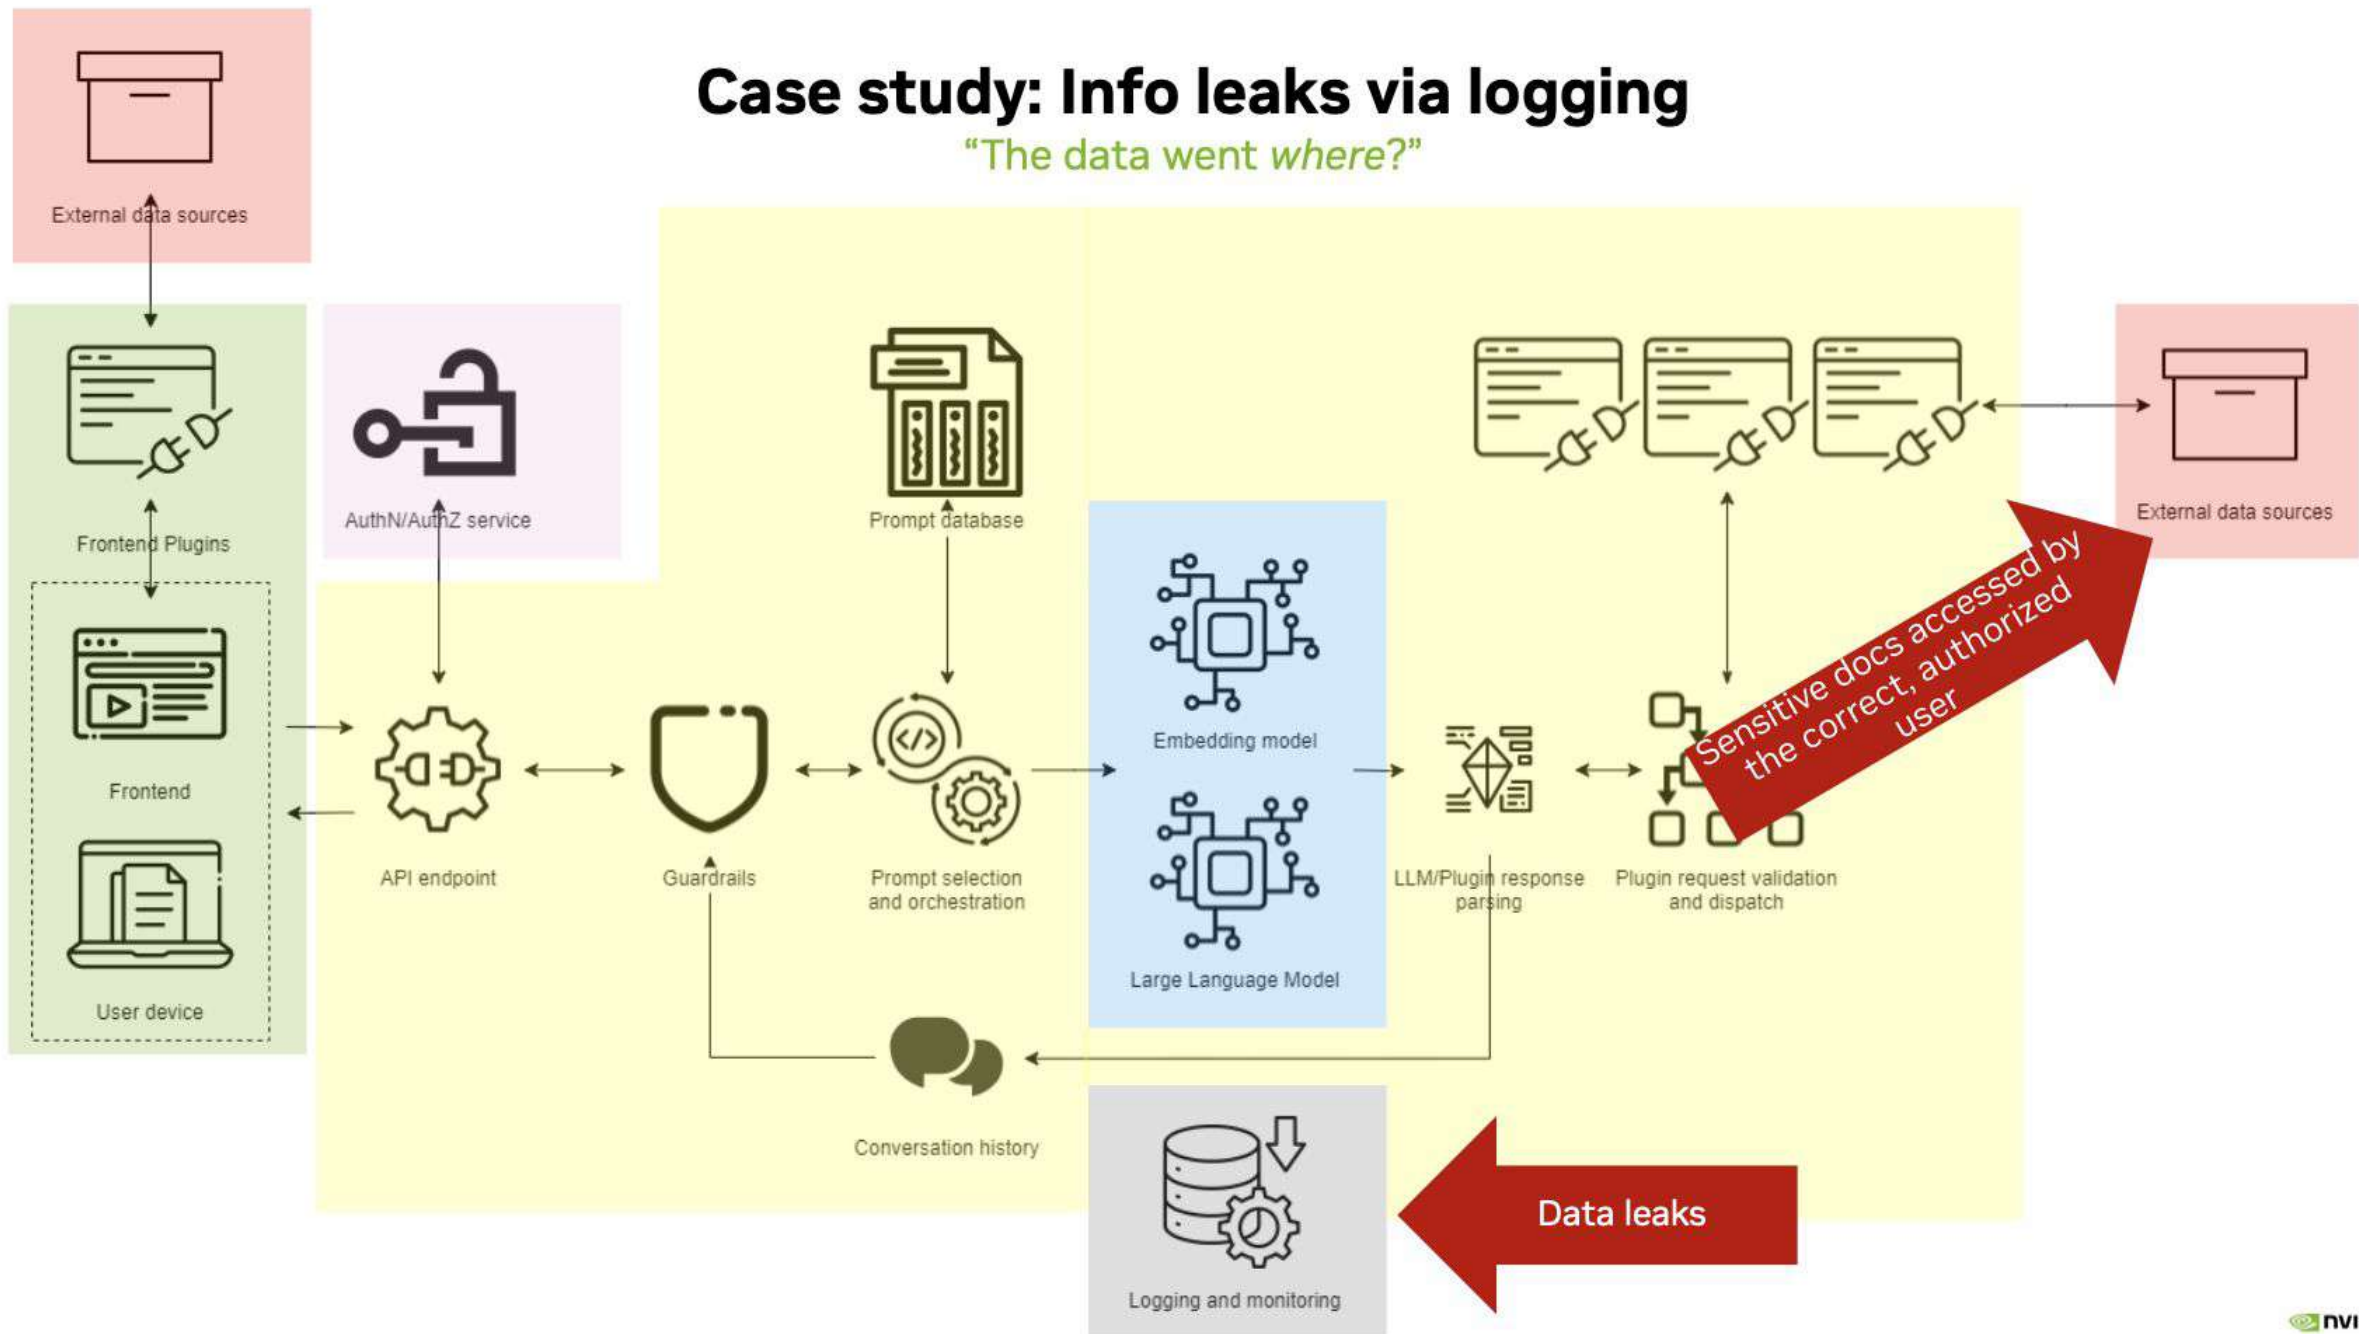 Case study: Info leaks via logging
“The data went where?”
External data sources
Frontend Plugins
AuthN/AuthZ service
Prompt database
External data sources
Sensitive docs accessed by
the correct, authorized
user
Embedding model
Frontend
API endpoint
Guardrails
Prompt selection
and orchestration
LLM/Plugin response
parsing
Plugin request validation
and dispatch
Large Language Model
User device
Conversation history
Data leaks
Logging and monitoring